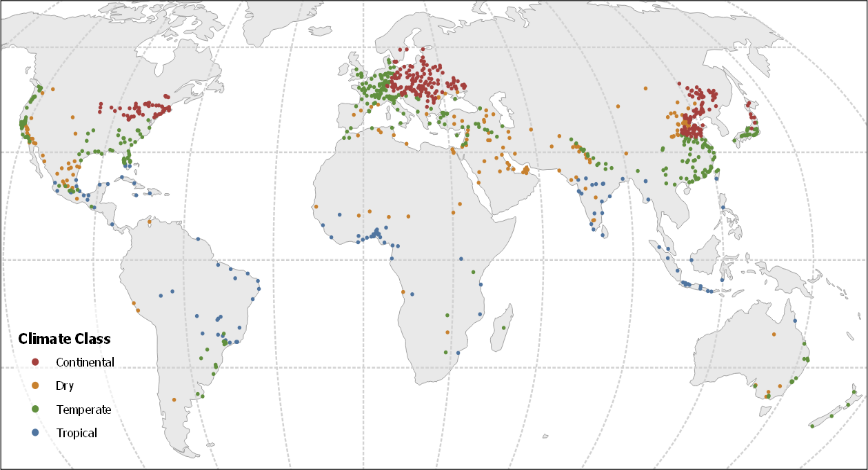 Climate Class
Continental
Dry
Temperate
Tropical